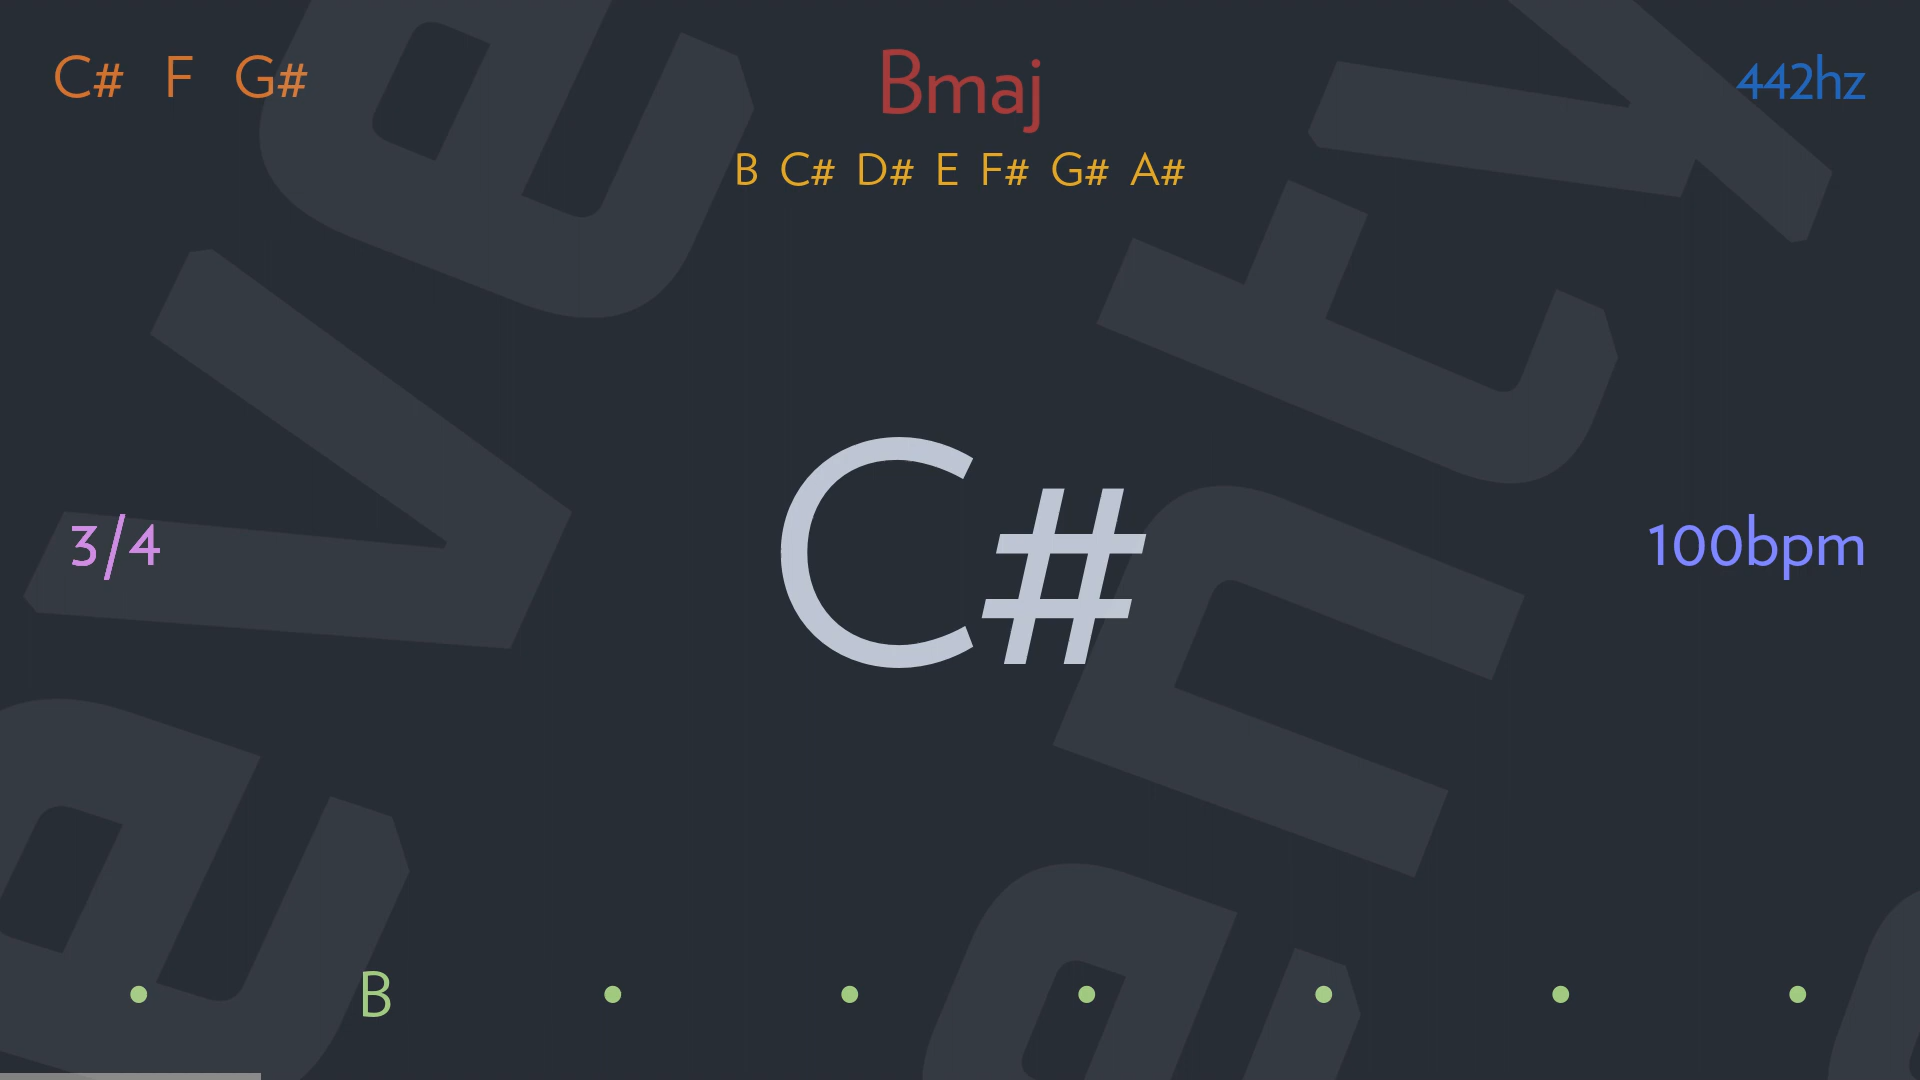 C# F G#
Bmaj
442hz
B C# D# E F# G# A#
C#
3/4
100bpm
B